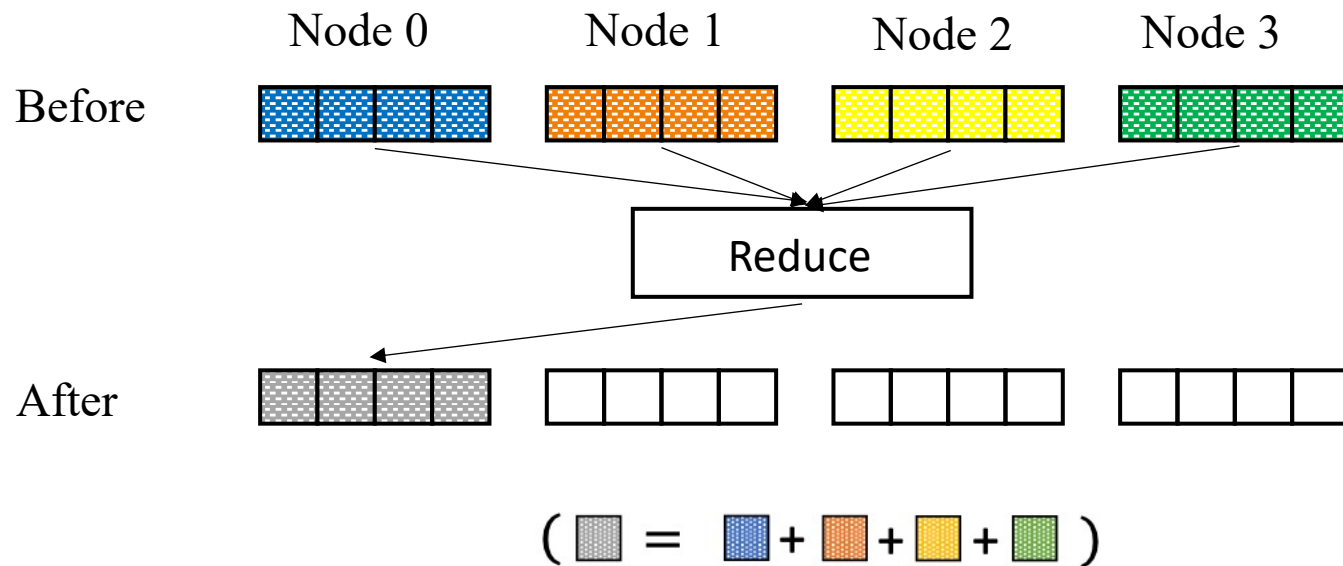 Node 0 Node 1 Node 2 Node 3
Before
Reduce
After
( = + + + )